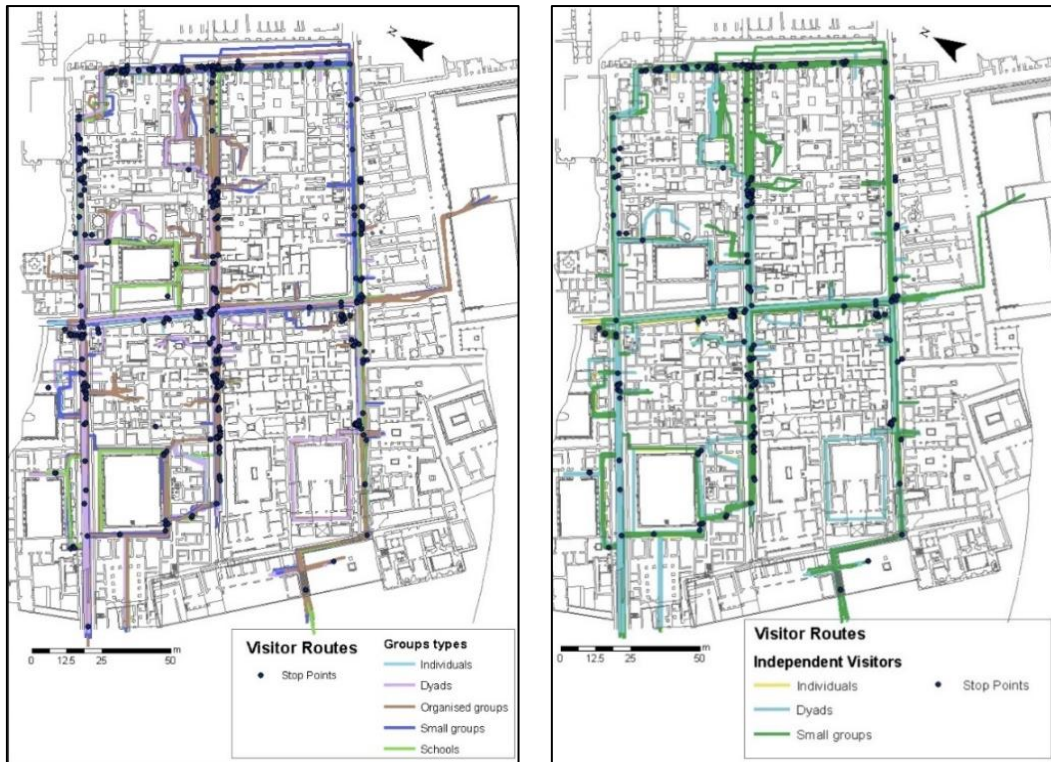 N
0 12.5 25 50 m
Visitor Routes
Stop Points
Groups types
Individuals
Dyads
Organised groups
Small groups
Schools
N
0 12.5 25 50 m
Visitor Routes
Independent Visitors
Individuals
Dyads
Small groups
Stop Points